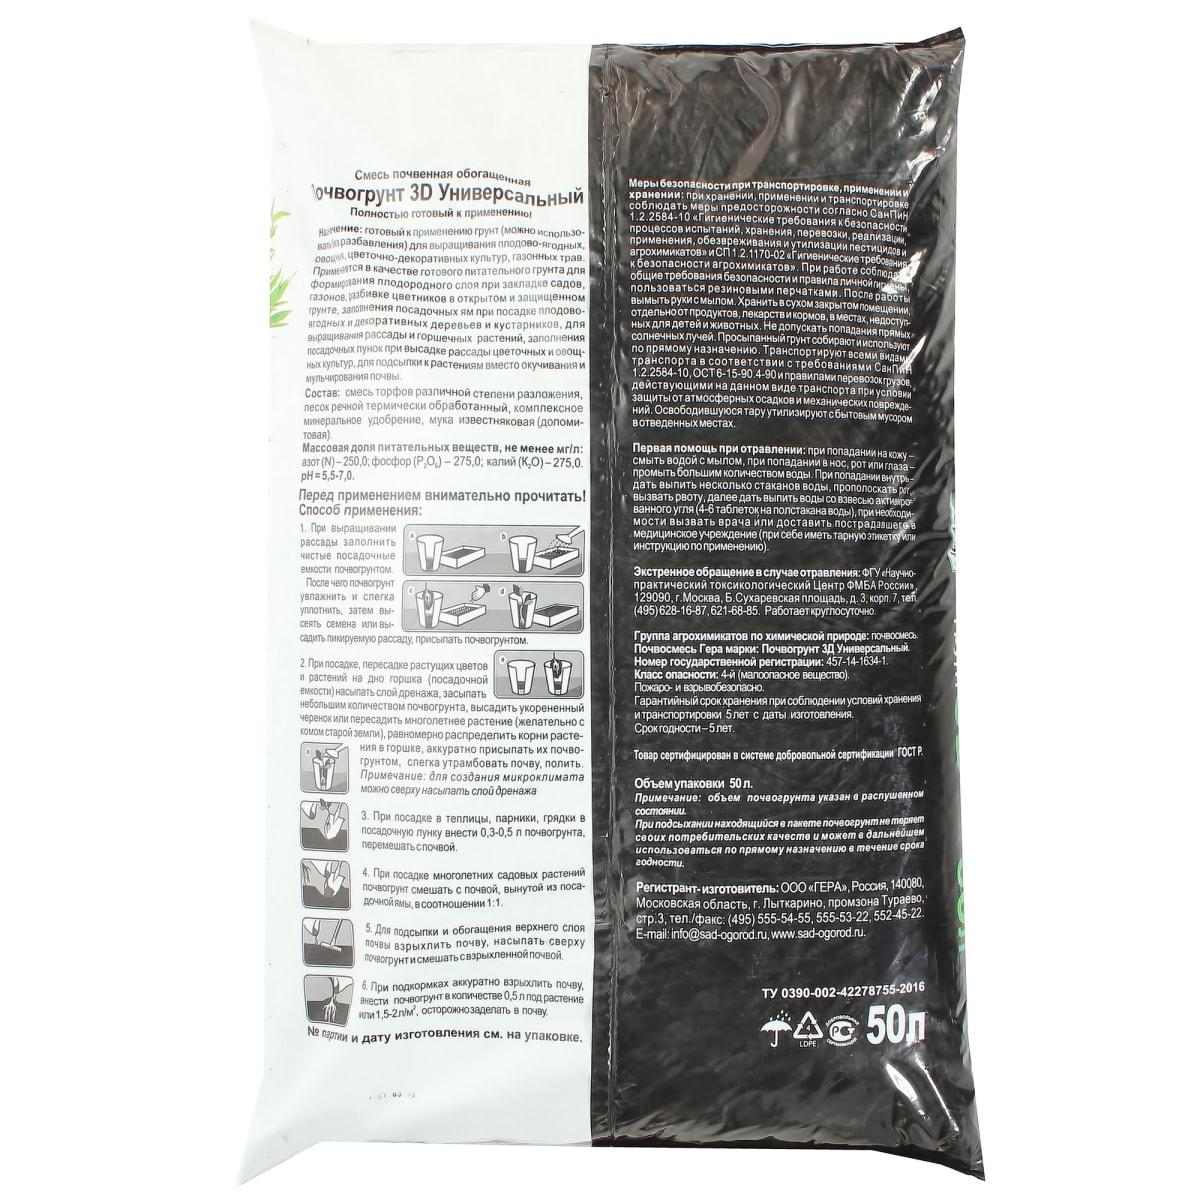 Смесь почвенная обогащенная
очвогрунт 3D Универсальный
Полностью готовый к применению!
готовый к применению грунт (можно использо-
разбавления) для выращивания плодово-ягодных,
овощных, цветочно-декоративных культур, газонных трав.
Применяется в качестве готового питательного грунта для
формирования плодородного слоя при закладке садов,
газонов, разбивке цветников в открытом и защищенном
грунте, заполнения посадочных ям при посадке плодово-
ягодных и декоративных деревьев и кустарников, для
выращивания рассады и горшечных растений, заполнения
посадочных лунок при высадке рассады цветочных и овощ-
ных культур, для подсыпки к растениям вместо окучивания и
мульчирования почвы.
Состав: смесь торфов различной степени разложения,
песок речной термически обработанный, комплексное
минеральное удобрение, мука известняковая (доломи-
товая).
Массовая доля питательных веществ, не менее мг/л:
азот (N) – 250,0; фосфор (P₂O₅) – 275,0; калий (K₂O) – 275,0.
pH = 5,5-7,0.
Перед применением внимательно прочитать!
Способ применения:
1. При выращивании
рассады заполнить
чистые посадочные
емкости почвогрунтом.
После чего почвогрунт
увлажнить и слегка
уплотнить, затем вы-
сеять семена или вы-
садить пикируемую рассаду, присыпать почвогрунтом.
a
b
c
d
2. При посадке, пересадке растущих цветов
и растений на дно горшка (посадочной
емкости) насыпать слой дренажа, засыпать
небольшим количеством почвогрунта, высадить укорененный
черенок или пересадить многолетнее растение (желательно с
комом старой земли), равномерно распределить корни расте-
ния в горшке, аккуратно присыпать их почво-
грунтом, слегка утрамбовать почву, полить.
Примечание: для создания микроклимата
можно сверху насыпать слой дренажа
a
b
3. При посадке в теплицы, парники, грядки в
посадочную лунку внести 0,3-0,5 л почвогрунта,
перемешать с почвой.
4. При посадке многолетних садовых растений
почвогрунт смешать с почвой, вынутой из поса-
дочной ямы, в соотношении 1:1.
5. Для подсыпки и обогащения верхнего слоя
почвы взрыхлить почву, насыпать сверху
почвогрунт и смешать с взрыхленной почвой.
6. При подкормках аккуратно взрыхлить почву,
внести почвогрунт в количестве 0,5 л под растение
или 1,5-2 л/м², осторожно заделать в почву.
№ партии и дату изготовления см. на упаковке.
Меры безопасности при транспортировке, применении и
хранении: при хранении, применении и транспортировке
соблюдать меры предосторожности согласно СанПиН
1.2.2584-10 «Гигиенические требования к безопасности
процессов испытаний, хранения, перевозки, реализации,
применения, обезвреживания и утилизации пестицидов и
агрохимикатов» и СП 1.2.1170-02 «Гигиенические требования
к безопасности агрохимикатов». При работе соблюдать
общие требования безопасности и правила личной гигиены,
пользоваться резиновыми перчатками. После работы
вымыть руки с мылом. Хранить в сухом закрытом помещении,
отдельно от продуктов, лекарств и кормов, в местах, недоступ-
ных для детей и животных. Не допускать попадания прямых
солнечных лучей. Просыпанный грунт собирают и используют
по прямому назначению. Транспортируют всеми видами
транспорта в соответствии с требованиями СанПиН
1.2.2584-10, ОСТ 6-15-90.4-90 и правилами перевозок грузов,
действующими на данном виде транспорта при условии
защиты от атмосферных осадков и механических поврежде-
ний. Освободившуюся тару утилизируют с бытовым мусором
в отведенных местах.
Первая помощь при отравлении: при попадании на кожу –
смыть водой с мылом, при попадании в нос, рот или глаза –
промыть большим количеством воды. При попадании внутрь-
дать выпить несколько стаканов воды, прополоскать рот,
вызвать рвоту, далее дать выпить воды со взвесью активиро-
ванного угля (4-6 таблеток на полстакана воды), при необходи-
мости вызвать врача или доставить пострадавшего в
медицинское учреждение (при себе иметь тарную этикетку или
инструкцию по применению).
Экстренное обращение в случае отравления: ФГУ «Научно-
практический токсикологический Центр ФМБА России»,
129090, г.Москва, Б.Сухаревская площадь, д. 3, корп. 7, тел.
(495) 628-16-87, 621-68-85. Работает круглосуточно.
Группа агрохимикатов по химической природе: почвосмесь.
Почвосмесь Гера марки: Почвогрунт 3Д Универсальный.
Номер государственной регистрации: 457-14-1634-1.
Класс опасности: 4-й (малоопасное вещество).
Пожаро- и взрывобезопасно.
Гарантийный срок хранения при соблюдении условий хранения
и транспортировки 5 лет с даты изготовления.
Срок годности – 5 лет.
Товар сертифицирован в системе добровольной сертификации ГОСТ Р.
Объем упаковки 50 л.
Примечание: объем почвогрунта указан в распушенном
состоянии.
При подсыхании находящийся в пакете почвогрунт не теряет
своих потребительских качеств и может в дальнейшем
использоваться по прямому назначению в течение срока
годности.
Регистрант-изготовитель: ООО «ГЕРА», Россия, 140080,
Московская область, г. Лыткарино, промзона Тураево,
стр.3, тел./факс: (495) 555-54-55, 555-53-22, 552-45-22.
E-mail: info@sad-ogorod.ru, www.sad-ogorod.ru.
ТУ 0390-002-42278755-2016
4
LDPE
ДОБРОВОЛЬНАЯ
СЕРТИФИКАЦИЯ
50л